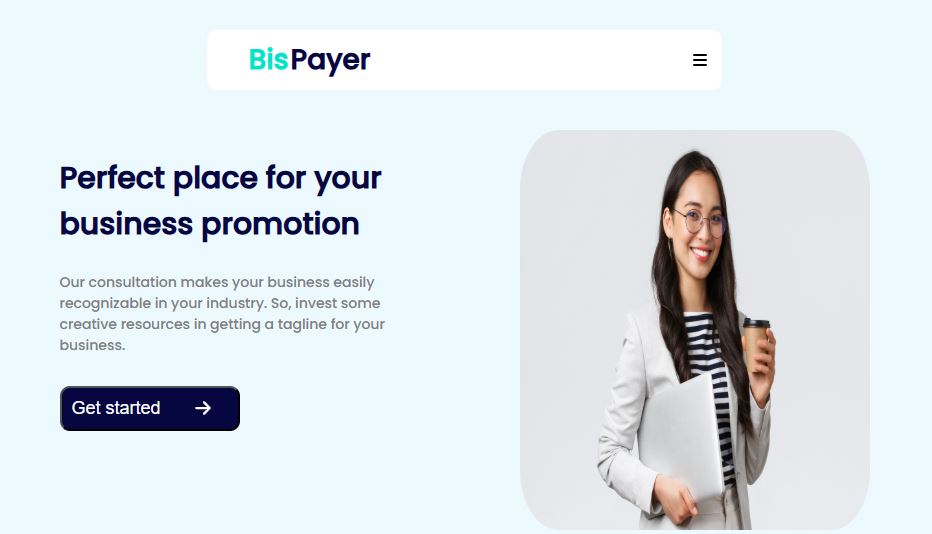 BisPayer
Perfect place for your
business promotion
Our consultation makes your business easily
recognizable in your industry. So, invest some
creative resources in getting a tagline for your
business.
Get started